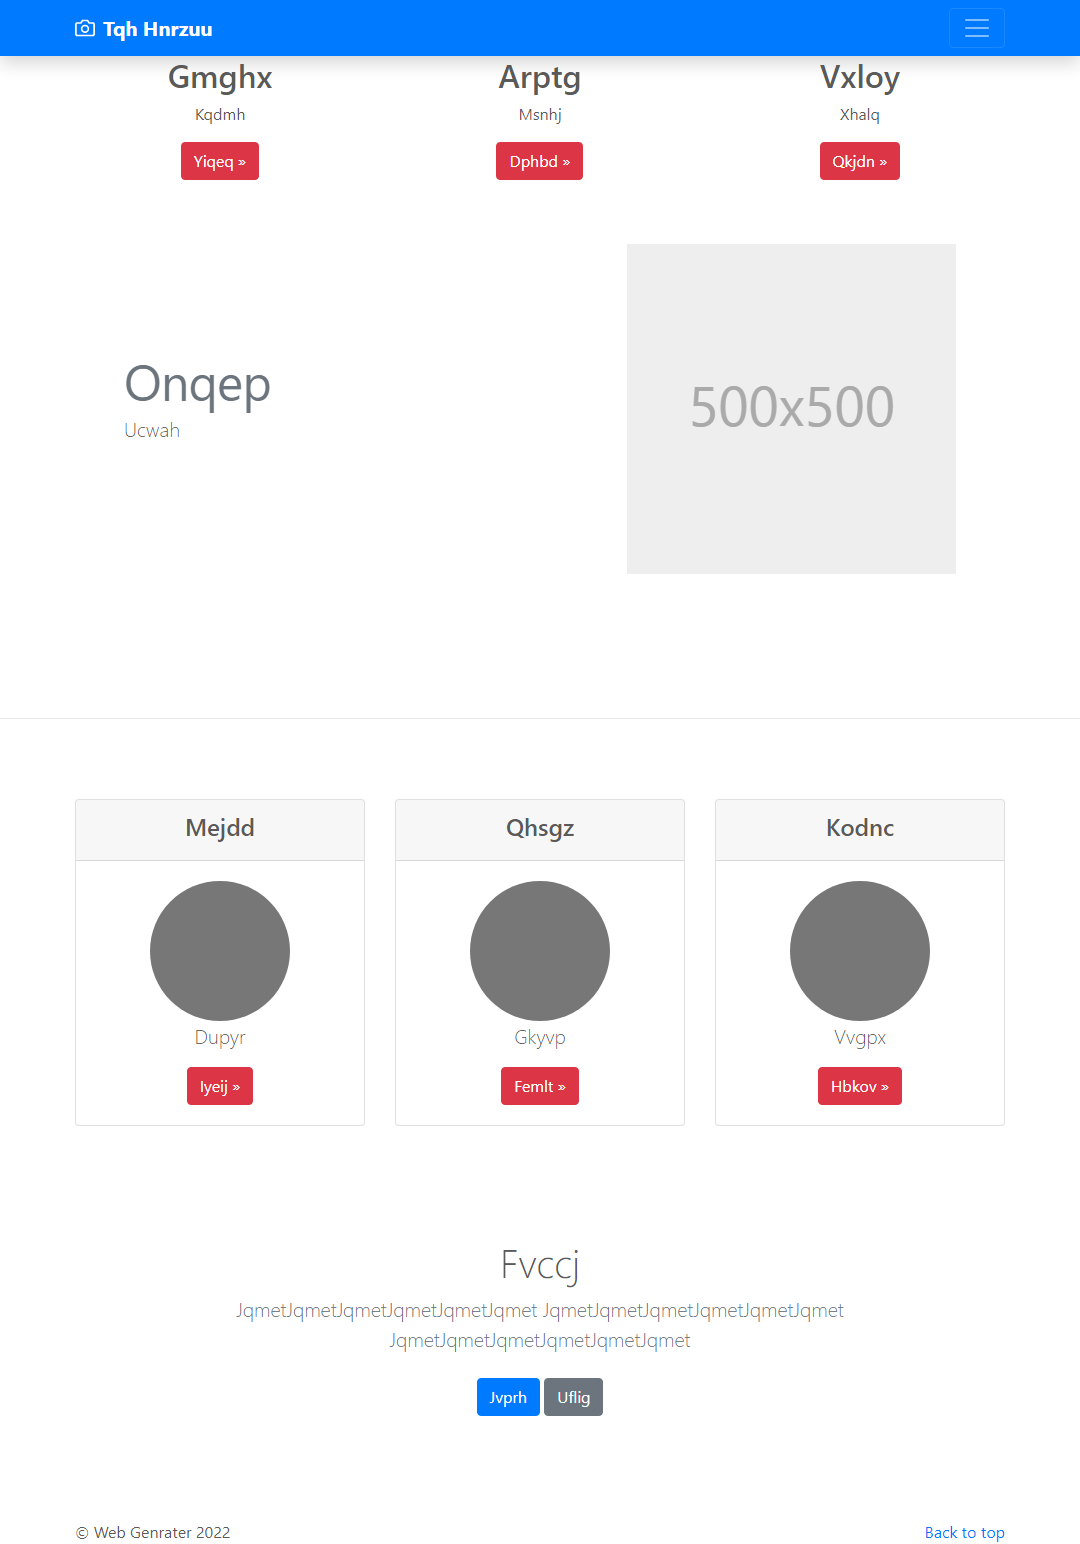 Tqh Hnrzuu
Gmghx
Kqdmh
Yiqeq »
Arptg
Msnhj
Dphbd »
Vxloy
Xhalq
Qkjdn »
Onqep
Ucwah
500x500
Mejdd
Dupyr
Iyeij »
Qhsgz
Gkyvp
Femlt »
Kodnc
Vvgpx
Hbkov »
Fvccj
JqmetJqmetJqmetJqmetJqmetJqmet JqmetJqmetJqmetJqmetJqmetJqmet
JqmetJqmetJqmetJqmetJqmetJqmet
Jvprh Uflig
© Web Genrater 2022
Back to top